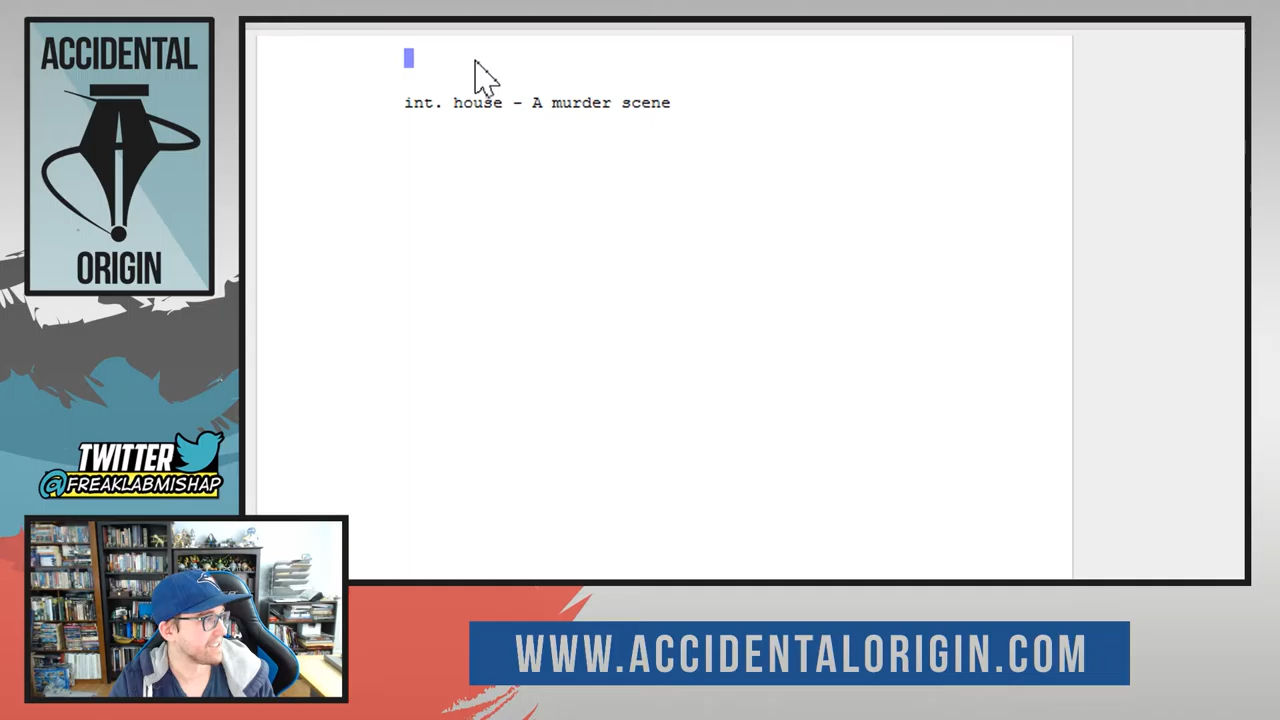 ACCIDENTAL
ORIGIN
int. house - A murder scene
TWITTER
@FREAKLABMISHAP
WWW.ACCIDENTALORIGIN.COM